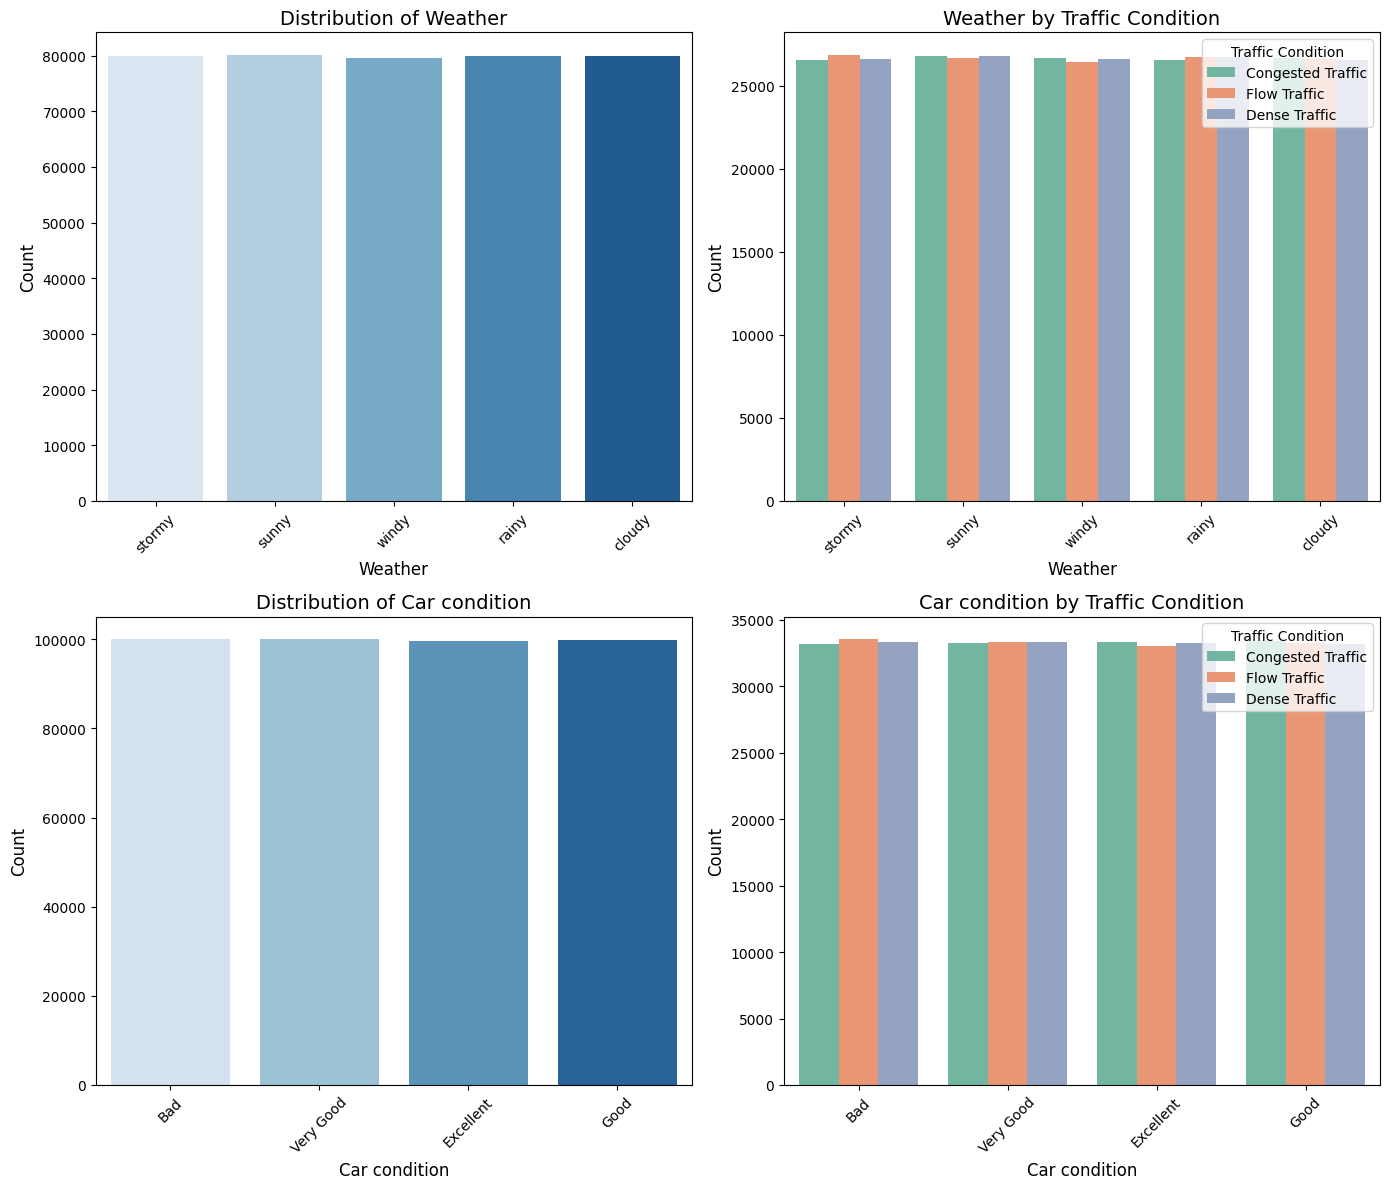 Distribution of Weather
80000
70000
60000
50000
40000
30000
20000
10000
0
Count
stormy
sunny
windy
rainy
cloudy
Weather
Weather by Traffic Condition
Traffic Condition
Congested Traffic
Flow Traffic
Dense Traffic
25000
20000
15000
10000
5000
0
Count
stormy
sunny
windy
rainy
cloudy
Weather
Distribution of Car condition
100000
80000
60000
40000
20000
0
Count
Bad
Very Good
Excellent
Good
Car condition
Car condition by Traffic Condition
Traffic Condition
Congested Traffic
Flow Traffic
Dense Traffic
35000
30000
25000
20000
15000
10000
5000
0
Count
Bad
Very Good
Excellent
Good
Car condition